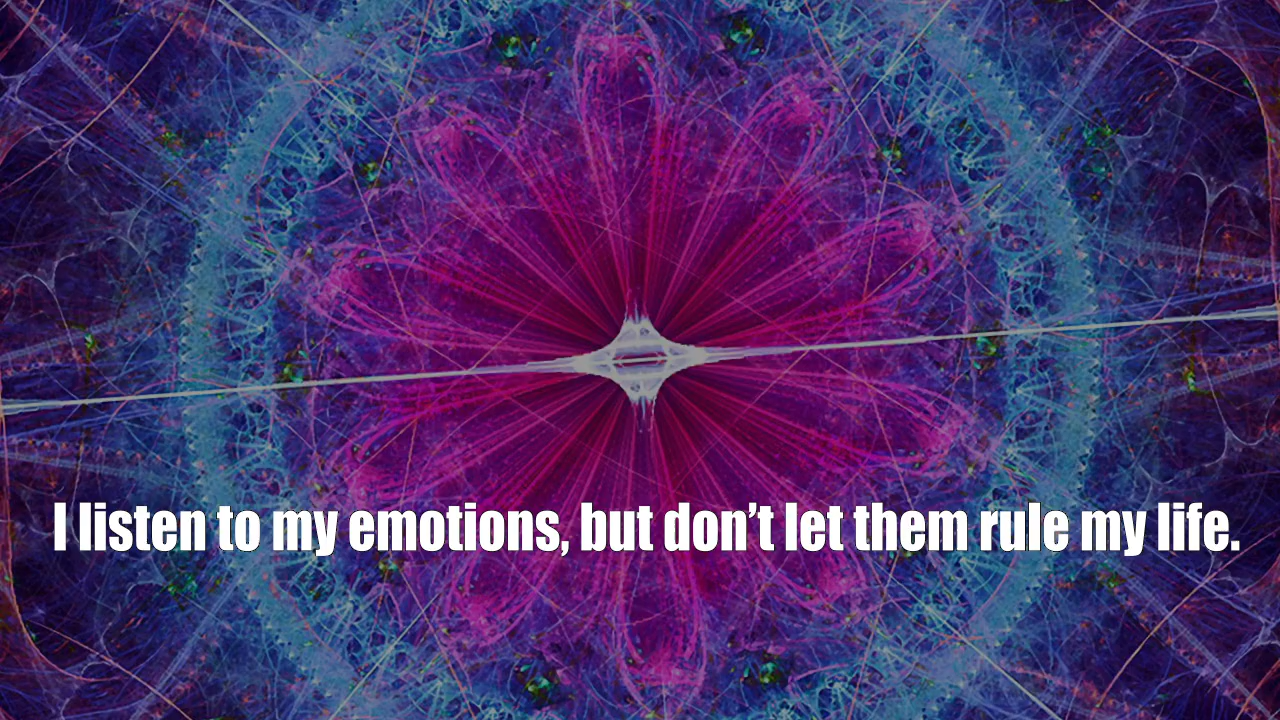 I listen to my emotions, but don’t let them rule my life.